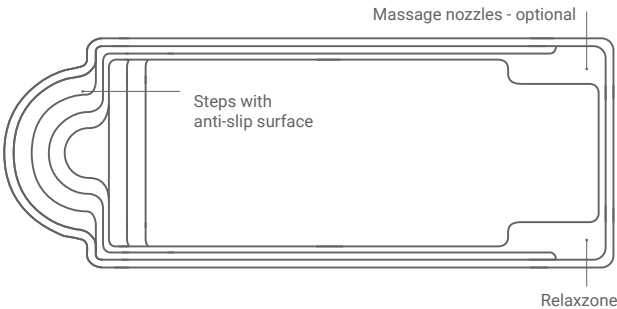 Massage nozzles - optional
Steps with
anti-slip surface
Relaxzone